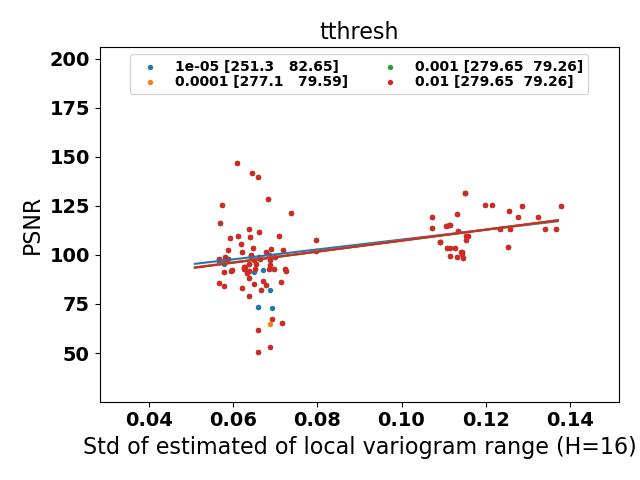 tthresh
200
175
150
125
100
75
50
PSNR
1e-05 [251.3 82.65]
0.0001 [277.1 79.59]
0.001 [279.65 79.26]
0.01 [279.65 79.26]
0.04 0.06 0.08 0.10 0.12 0.14
Std of estimated of local variogram range (H=16)